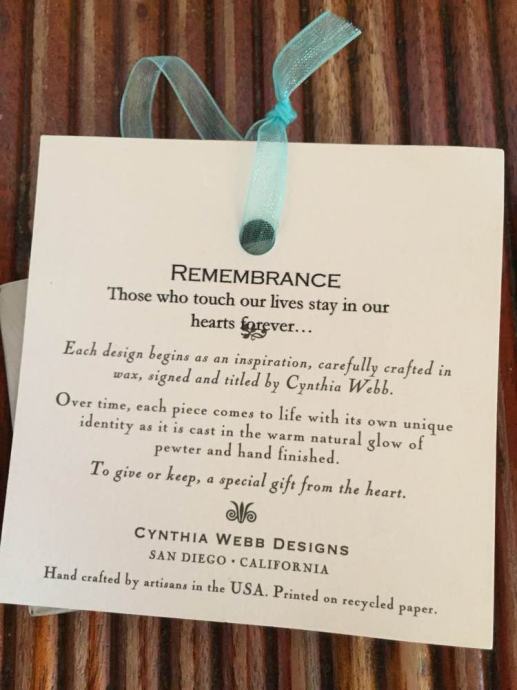 REMEMBRANCE
Those who touch our lives stay in our
hearts forever...
Each design begins as an inspiration, carefully crafted in
wax, signed and titled by Cynthia Webb.
Over time, each piece comes to life with its own unique
identity as it is cast in the warm natural glow of
pewter and hand finished.
To give or keep, a special gift from the heart.
CYNTHIA WEBB DESIGNS
SAN DIEGO • CALIFORNIA
Hand crafted by artisans in the USA. Printed on recycled paper.